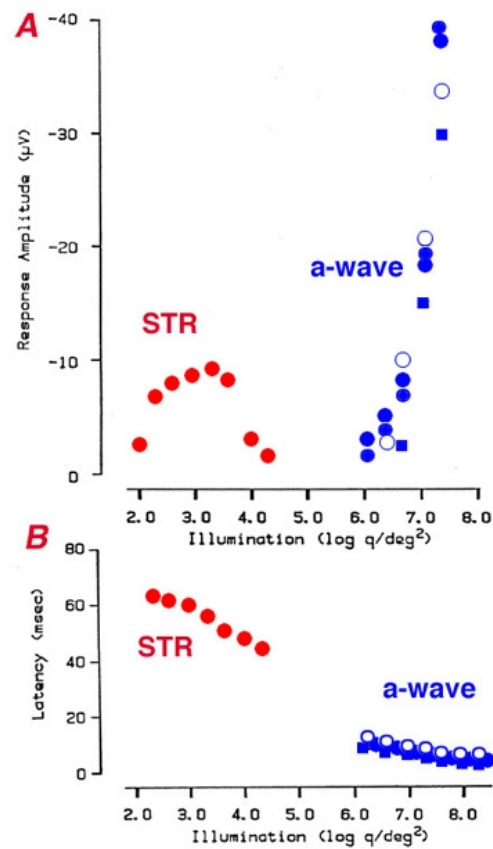 A
-40
-30
-20
-10
0
Response Amplitude (µV)
STR
a-wave
2.0 3.0 4.0 5.0 6.0 7.0 8.0
Illumination (log q/deg²)
B
80
60
40
20
0
Latency (msec)
STR
a-wave
2.0 3.0 4.0 5.0 6.0 7.0 8.0
Illumination (log q/deg²)